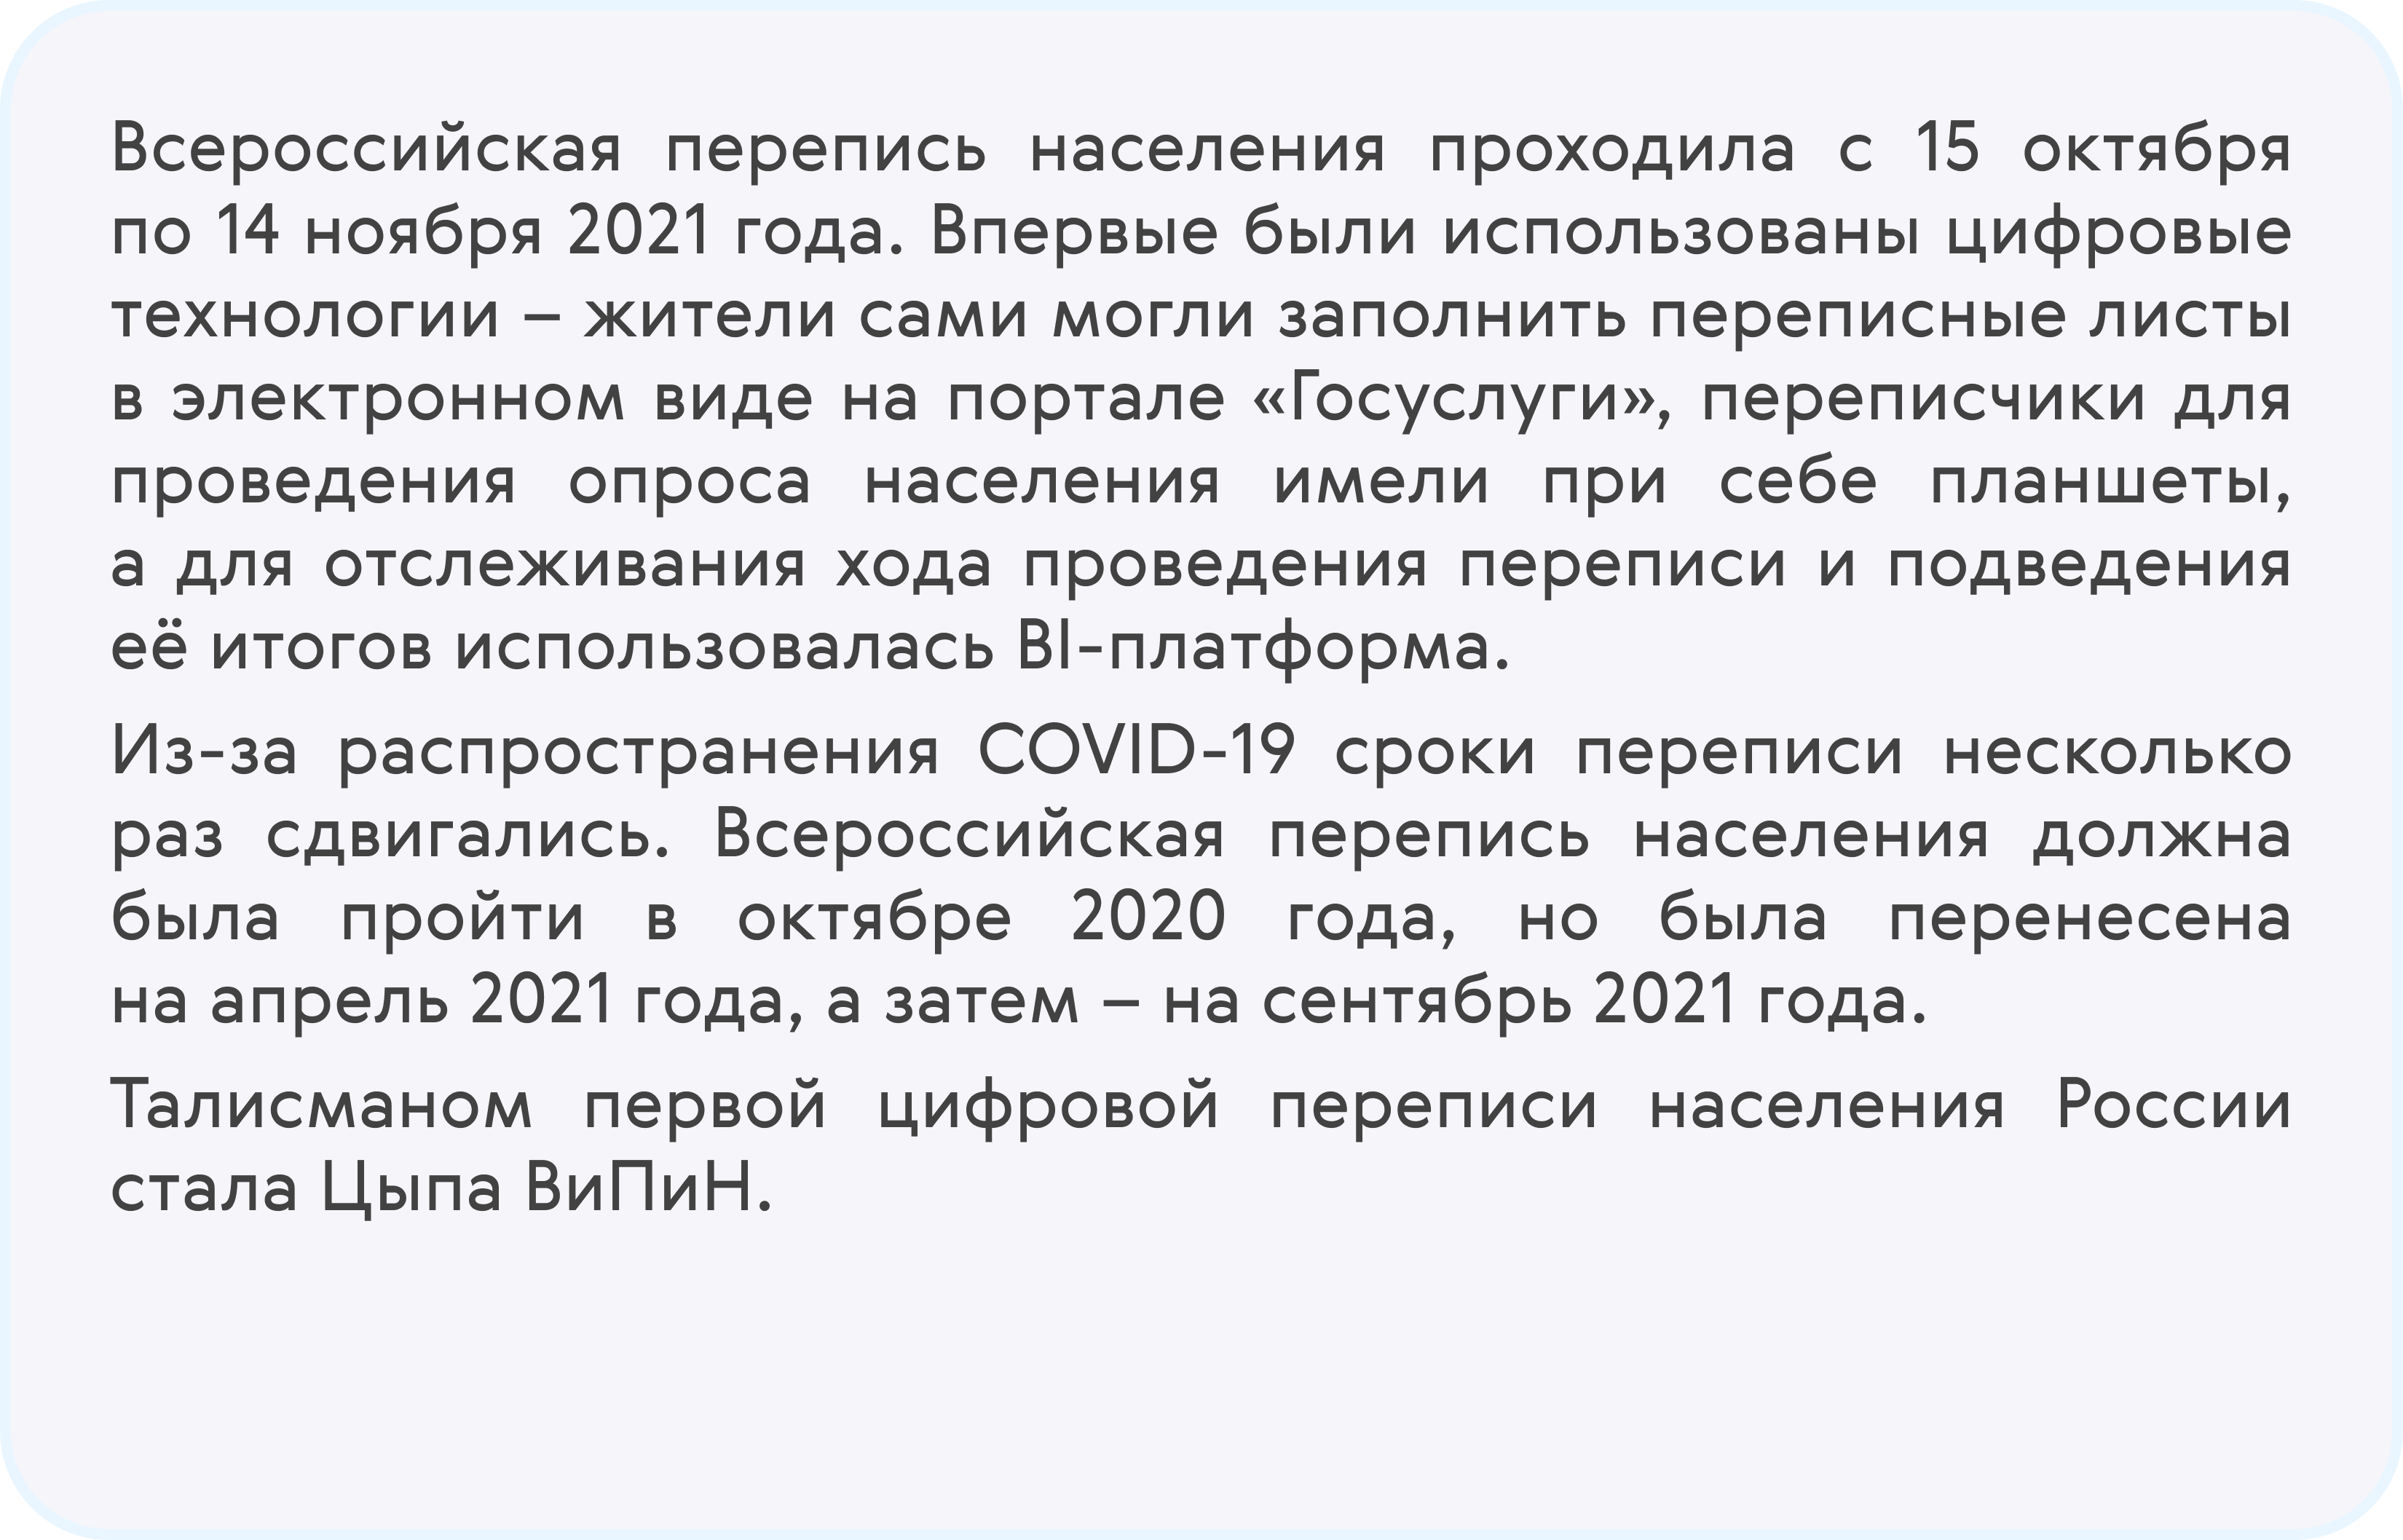 Всероссийская перепись населения проходила с 15 октября
по 14 ноября 2021 года. Впервые были использованы цифровые
технологии – жители сами могли заполнить переписные листы
в электронном виде на портале «Госуслуги», переписчики для
проведения опроса населения имели при себе планшеты,
а для отслеживания хода проведения переписи и подведения
её итогов использовалась BI-платформа.
Из-за распространения COVID-19 сроки переписи несколько
раз сдвигались. Всероссийская перепись населения должна
была пройти в октябре 2020 года, но была перенесена
на апрель 2021 года, а затем – на сентябрь 2021 года.
Талисманом первой цифровой переписи населения России
стала Цыпа ВиПиН.